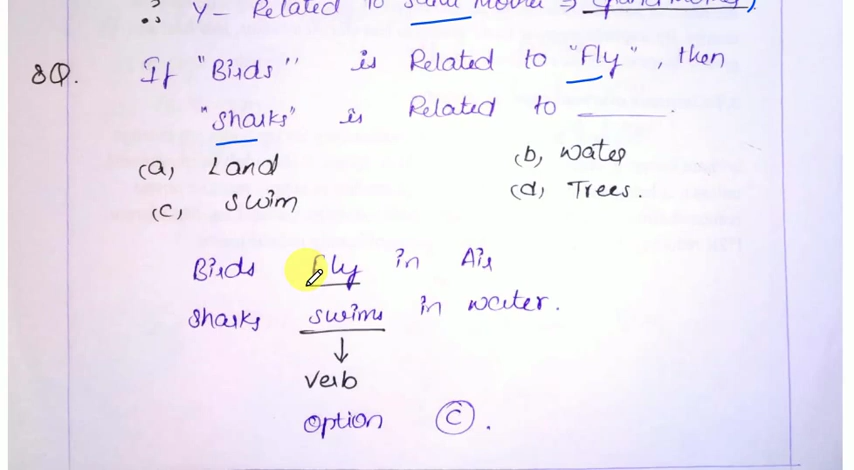 ∴ Y - Related to
8Q. If "Birds" is Related to "Fly", then
"Sharks" is Related to ______.
(a, Land (b, water
(c, Swim (d, Trees.
Birds Fly in Air
Sharks swims in water.
↓
Verb
Option Ⓒ.